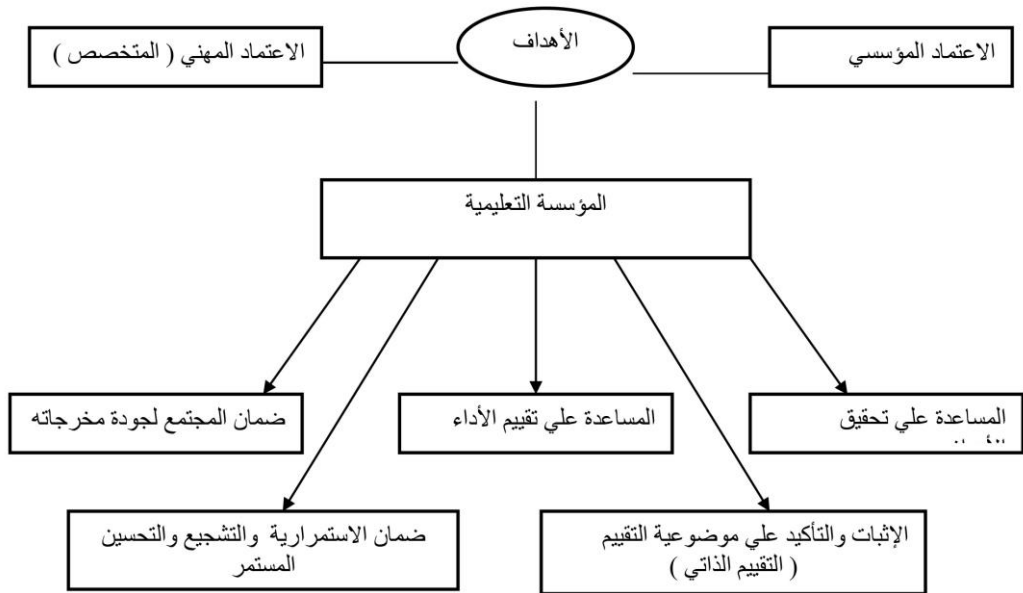 الأهداف
الاعتماد المؤسسي
الاعتماد المهني ( المتخصص )
المؤسسة التعليمية
المساعدة علي تحقيق
المساعدة علي تقييم الأداء
ضمان المجتمع لجودة مخرجاته
الإثبات والتأكيد علي موضوعية التقييم
( التقييم الذاتي )
ضمان الاستمرارية والتشجيع والتحسين
المستمر